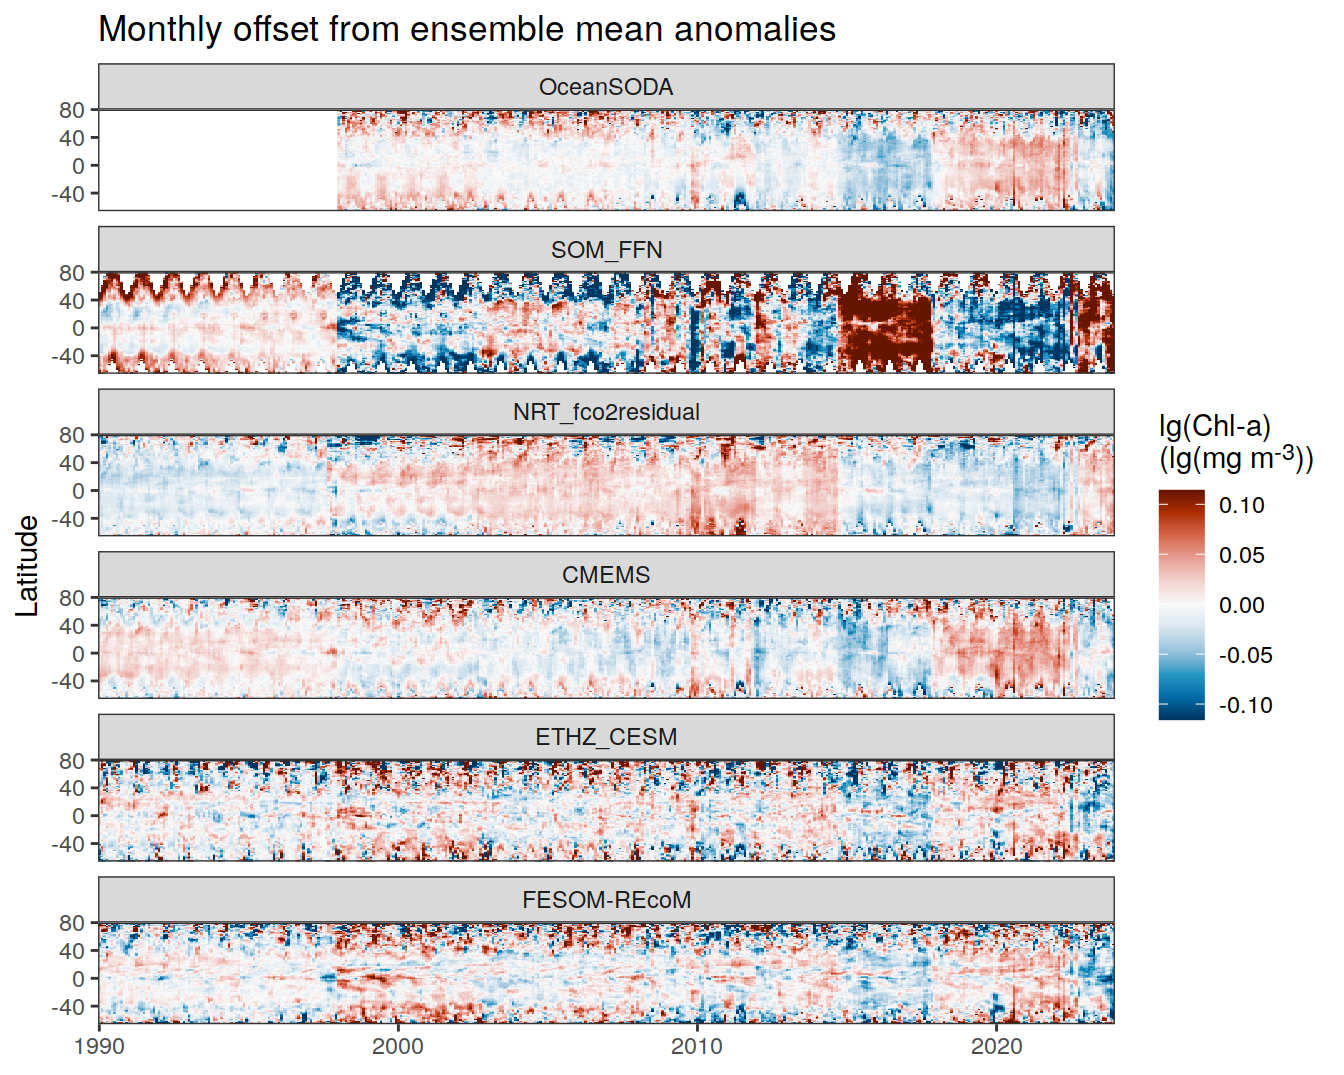 Monthly offset from ensemble mean anomalies
OceanSODA
80
40
0
-40
SOM_FFN
80
40
0
-40
NRT_fco2residual
80
40
0
-40
CMEMS
80
40
0
-40
ETHZ_CESM
80
40
0
-40
FESOM-REcoM
80
40
0
-40
1990 2000 2010 2020
Latitude
lg(Chl-a)
(lg(mg m⁻³))
0.10
0.05
0.00
-0.05
-0.10